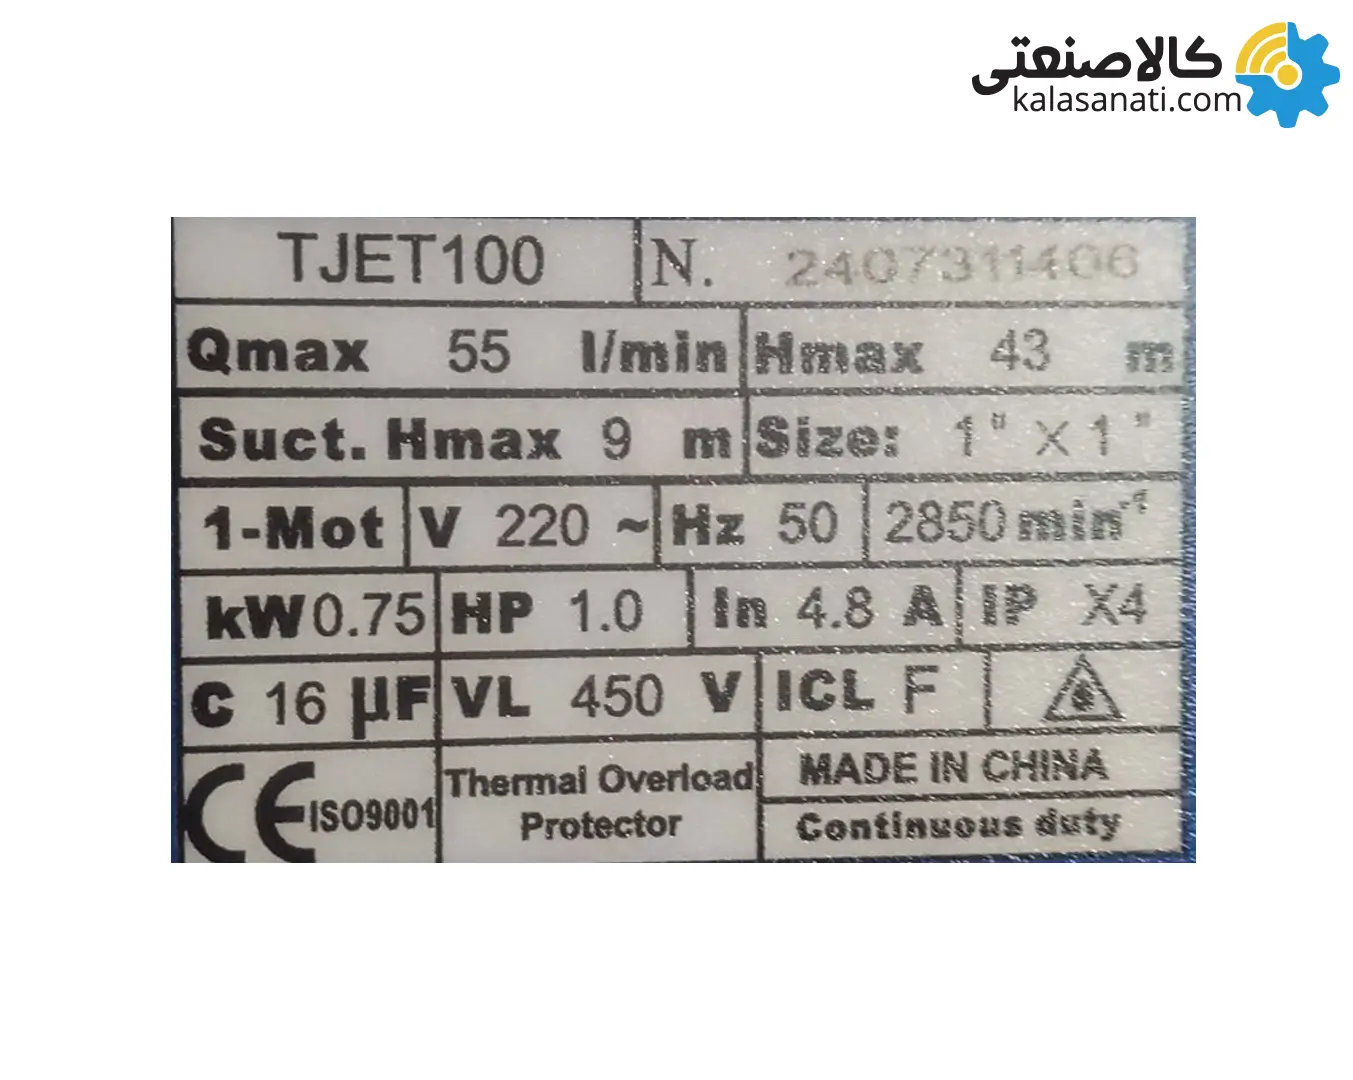 کالاصنعتی
kalasanati.com
TJET100 N. 2407311406
Qmax 55 l/min Hmax 43 m
Suct. Hmax 9 m Size: 1" X 1"
1-Mot V 220 ~ Hz 50 2850 min⁻¹
kW 0.75 HP 1.0 In 4.8 A IP X4
C 16 µF VL 450 V ICL F
CE ISO9001
Thermal Overload
Protector
MADE IN CHINA
Continuous duty